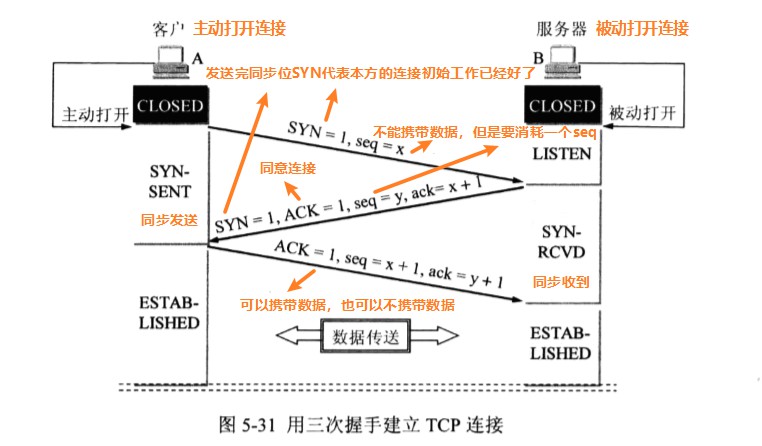 客户 主动打开连接
服务器 被动打开连接
A
B
发送完同步位SYN代表本方的连接初始工作已经好了
主动打开
CLOSED
CLOSED
被动打开
SYN = 1, seq = x
不能携带数据，但是要消耗一个seq
LISTEN
SYN-
SENT
同意连接
同步发送
SYN = 1, ACK = 1, seq = y, ack= x + 1
SYN-
RCVD
同步收到
ACK = 1, seq = x + 1, ack = y + 1
可以携带数据，也可以不携带数据
ESTAB-
LISHED
数据传送
ESTAB-
LISHED
图 5-31 用三次握手建立 TCP 连接